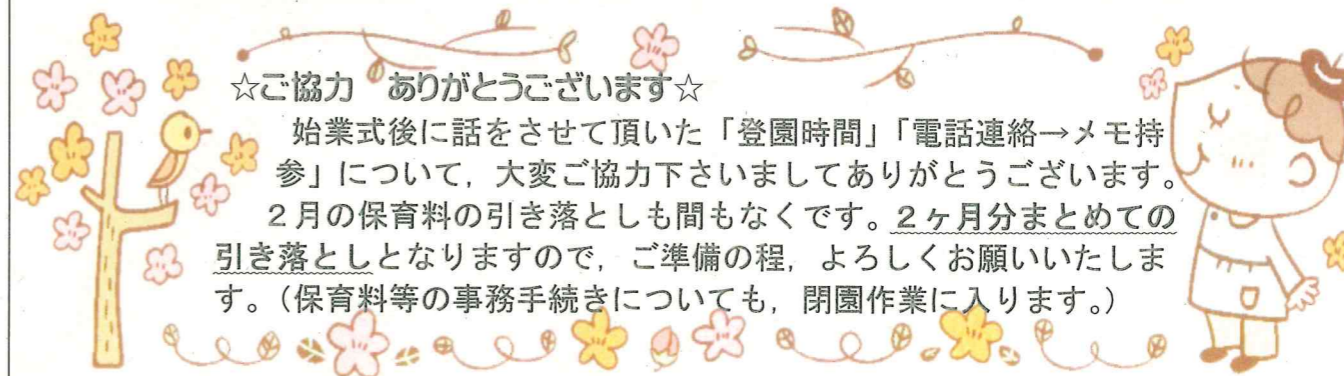 ☆ご協力　ありがとうございます☆
始業式後に話をさせて頂いた「登園時間」「電話連絡→メモ持
参」について，大変ご協力下さいましてありがとうございます。
２月の保育料の引き落としも間もなくです。２ヶ月分まとめての
引き落としとなりますので，ご準備の程，よろしくお願いいたしま
す。（保育料等の事務手続きについても，閉園作業に入ります。）